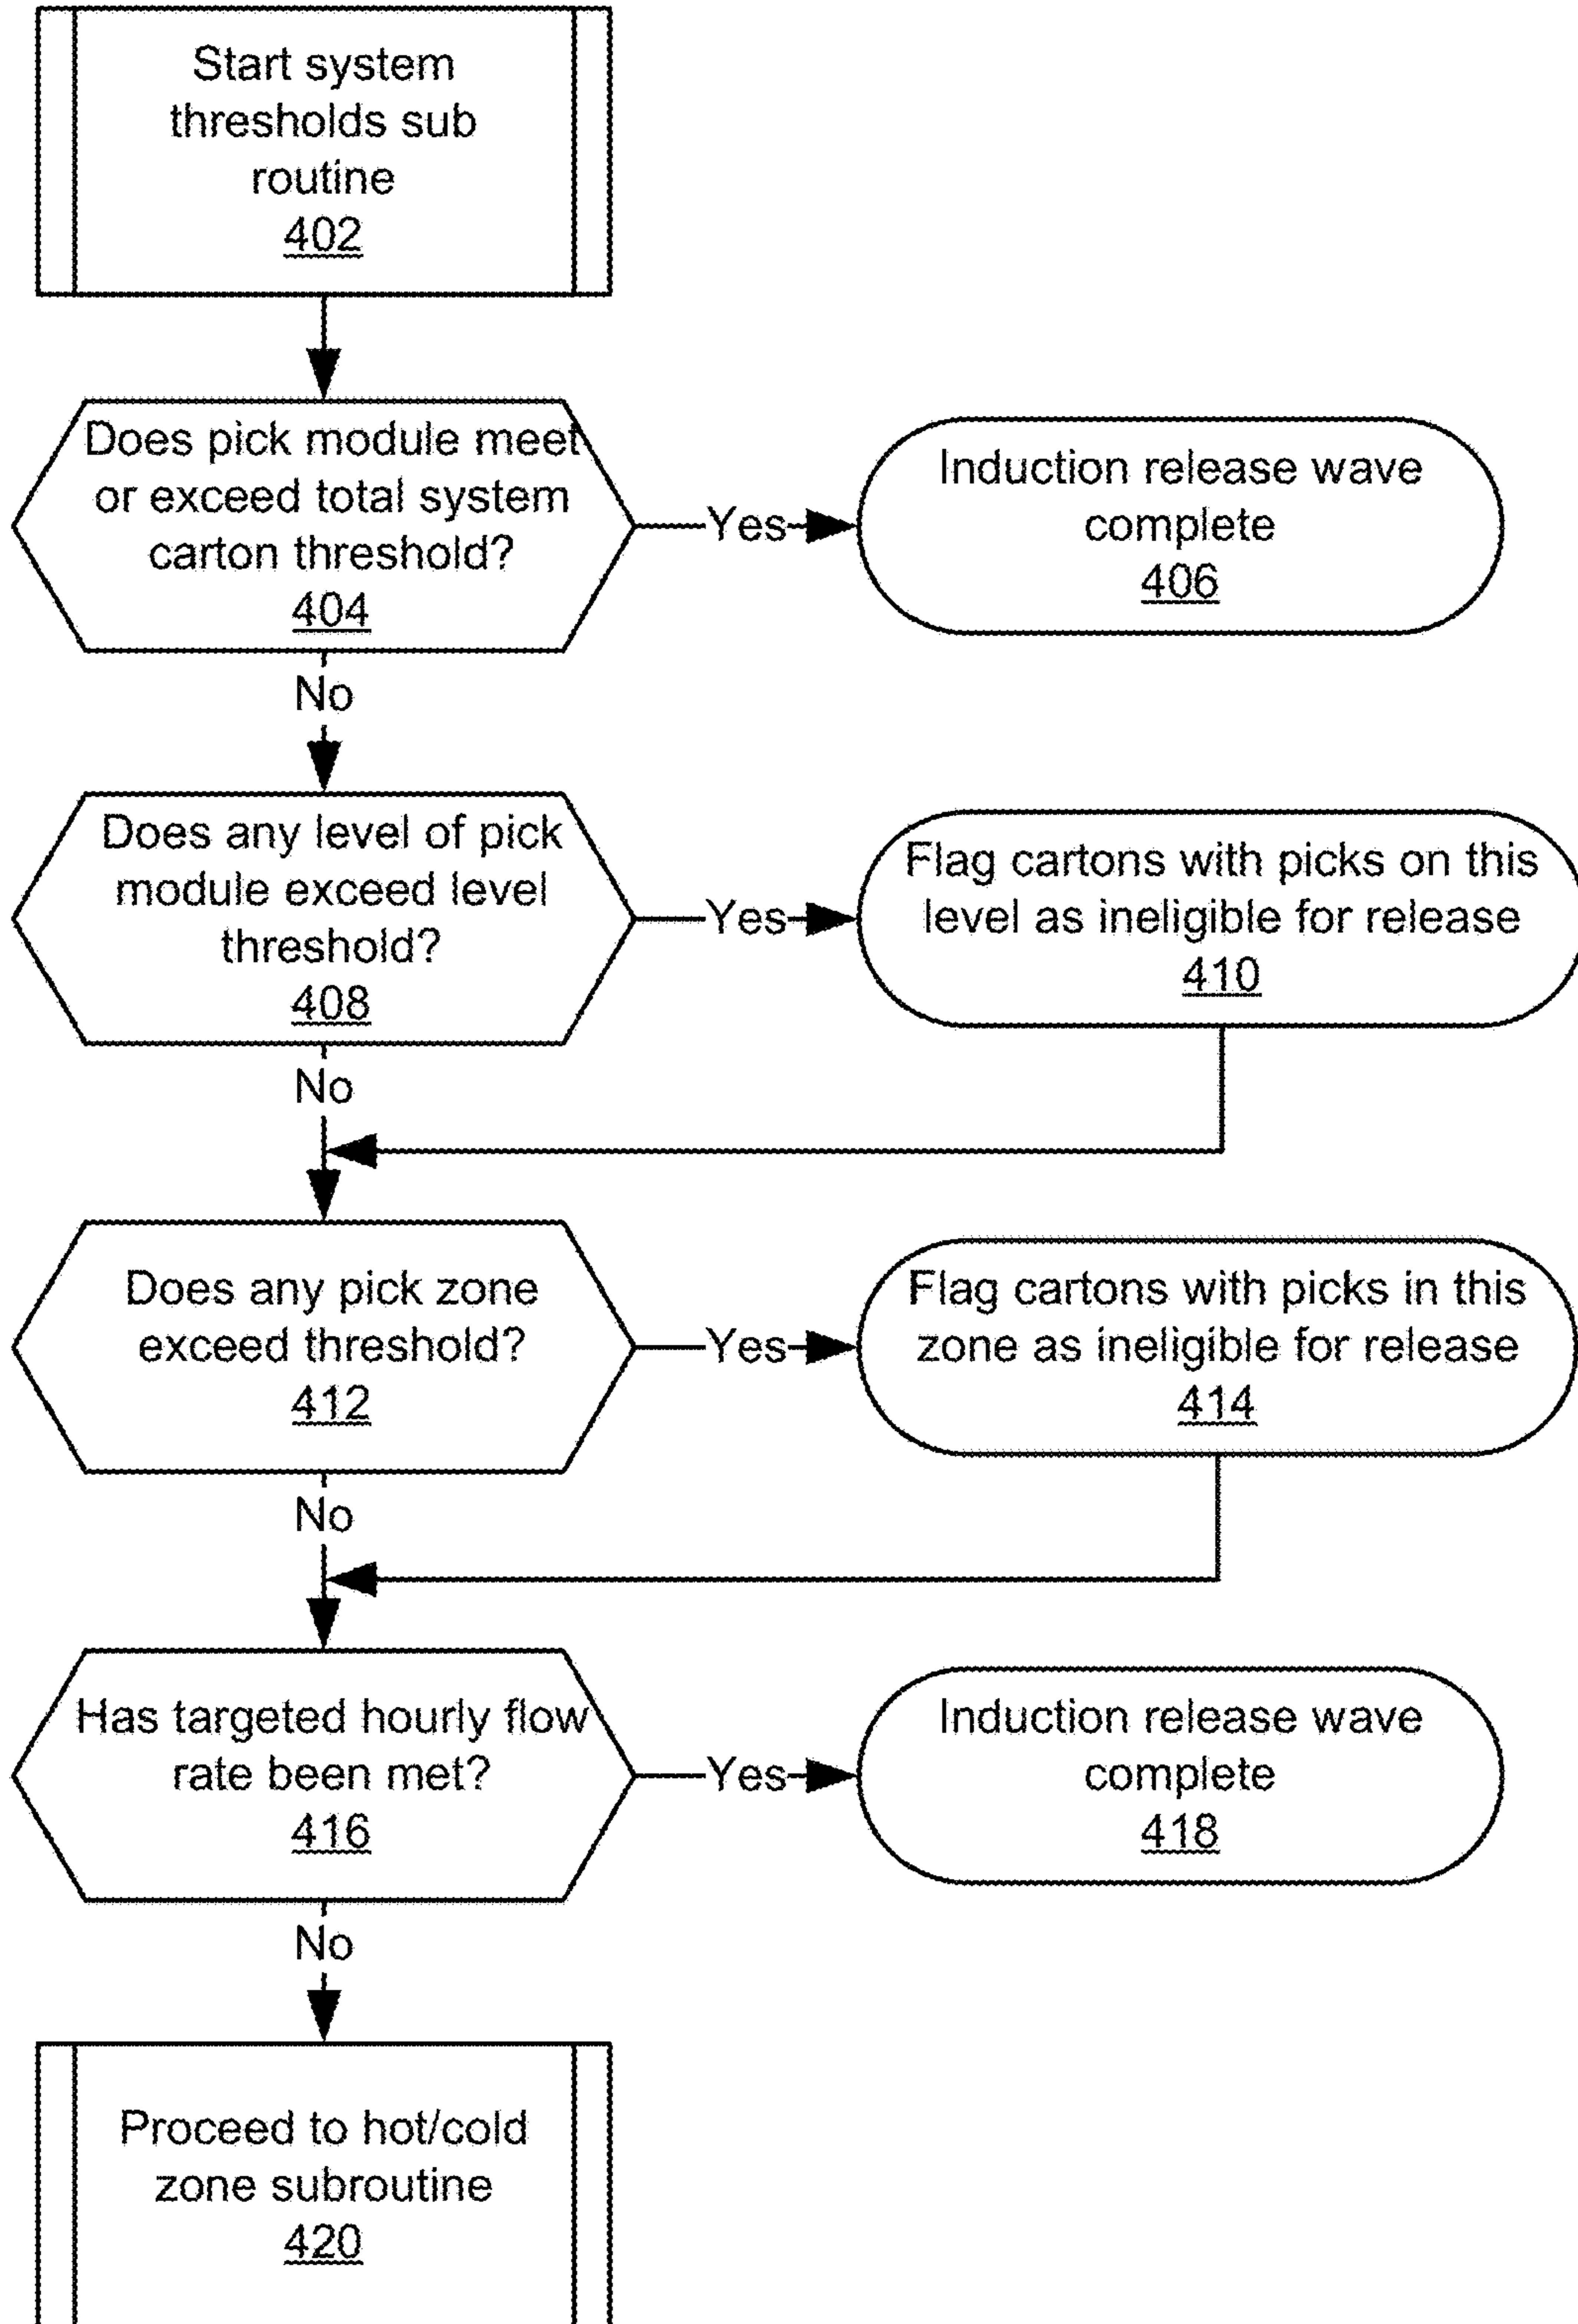 Start system
thresholds sub
routine
402
Does pick module meet
or exceed total system
carton threshold?
404
Yes
Induction release wave
complete
406
No
Does any level of pick
module exceed level
threshold?
408
Yes
Flag cartons with picks on this
level as ineligible for release
410
No
Does any pick zone
exceed threshold?
412
Yes
Flag cartons with picks in this
zone as ineligible for release
414
No
Has targeted hourly flow
rate been met?
416
Yes
Induction release wave
complete
418
No
Proceed to hot/cold
zone subroutine
420